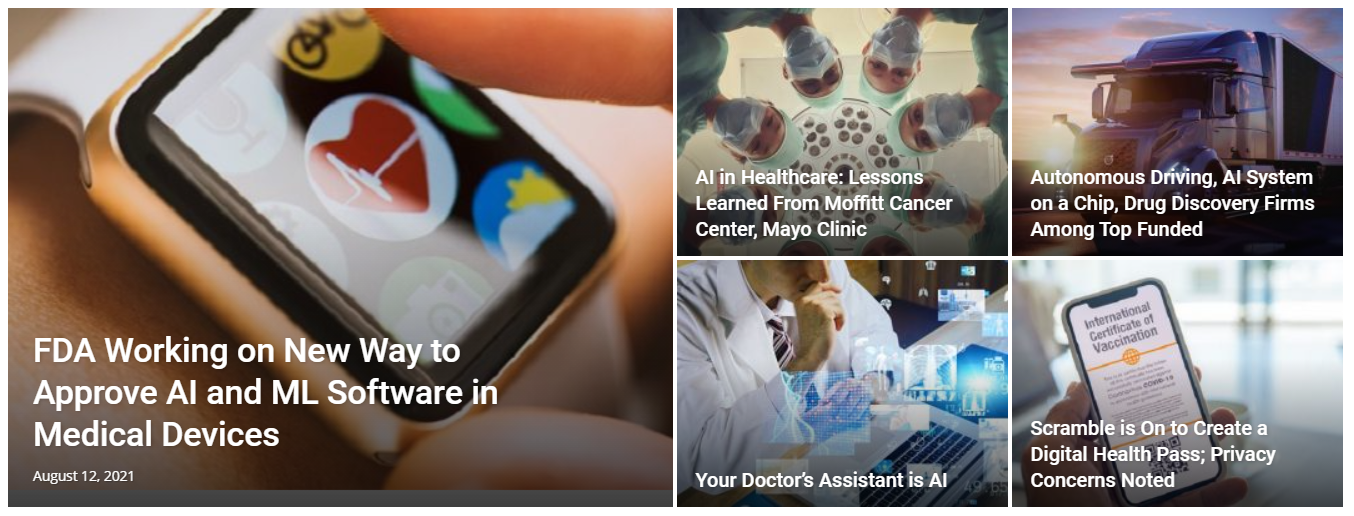 FDA Working on New Way to
Approve AI and ML Software in
Medical Devices
August 12, 2021
AI in Healthcare: Lessons
Learned From Moffitt Cancer
Center, Mayo Clinic
Autonomous Driving, AI System
on a Chip, Drug Discovery Firms
Among Top Funded
Your Doctor’s Assistant is AI
International
Certificate of
Vaccination
Coronavirus COVID-19
Scramble is On to Create a
Digital Health Pass; Privacy
Concerns Noted